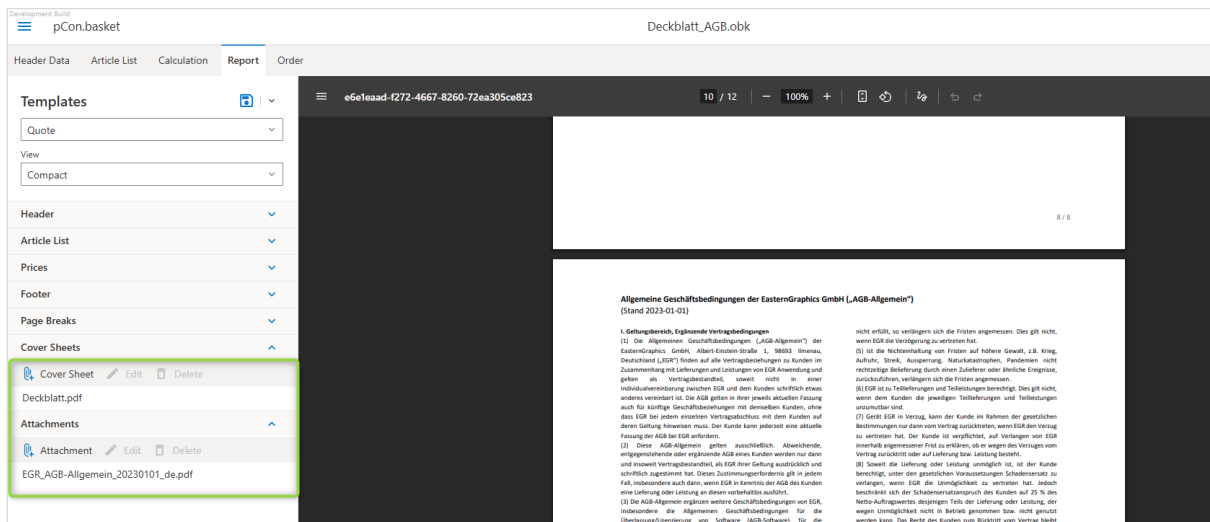 Development Build
pCon.basket
Deckblatt_AGB.obk
Header Data Article List Calculation Report Order
Templates
Quote
View
Compact
Header
Article List
Prices
Footer
Page Breaks
Cover Sheets
Cover Sheet Edit Delete
Deckblatt.pdf
Attachments
Attachment Edit Delete
EGR_AGB-Allgemein_20230101_de.pdf
e6e1eaad-f272-4667-8260-72ea305ce823
10 / 12 100%
8 / 8
Allgemeine Geschäftsbedingungen der EasternGraphics GmbH („AGB-Allgemein")
(Stand 2023-01-01)
I. Geltungsbereich, Ergänzende Vertragsbedingungen
(1) Die Allgemeinen Geschäftsbedingungen („AGB-Allgemein") der
EasternGraphics GmbH, Albert-Einstein-Straße 1, 98693 Ilmenau,
Deutschland („EGR") finden auf alle Vertragsbeziehungen zu Kunden im
Zusammenhang mit Lieferungen und Leistungen von EGR Anwendung und
gelten als Vertragsbestandteil, soweit nicht in einer
Individualvereinbarung zwischen EGR und dem Kunden schriftlich etwas
anderes vereinbart ist. Die AGB gelten in ihrer jeweils aktuellen Fassung
auch für künftige Geschäftsbeziehungen mit demselben Kunden, ohne
dass EGR bei jedem einzelnen Vertragsabschluss mit dem Kunden auf
deren Geltung hinweisen muss. Der Kunde kann jederzeit eine aktuelle
Fassung der AGB bei EGR anfordern.
(2) Diese AGB-Allgemein gelten ausschließlich. Abweichende,
entgegenstehende oder ergänzende AGB eines Kunden werden nur dann
und insoweit Vertragsbestandteil, als EGR ihrer Geltung ausdrücklich und
schriftlich zugestimmt hat. Dieses Zustimmungserfordernis gilt in jedem
Fall, insbesondere auch dann, wenn EGR in Kenntnis der AGB des Kunden
eine Lieferung oder Leistung an diesen vorbehaltlos ausführt.
(3) Die AGB-Allgemein ergänzen weitere Geschäftsbedingungen von EGR,
insbesondere die Allgemeinen Geschäftsbedingungen für die
Überlassung/Lizenzierung von Software (AGB-Software), für die
nicht erfüllt, so verlängern sich die Fristen angemessen. Dies gilt nicht,
wenn EGR die Verzögerung zu vertreten hat.
(5) Ist die Nichteinhaltung von Fristen auf höhere Gewalt, z.B. Krieg,
Aufruhr, Streik, Aussperrung, Naturkatastrophen, Pandemien nicht
rechtzeitige Belieferung durch einen Zulieferer oder ähnliche Ereignisse,
zurückzuführen, verlängern sich die Fristen angemessen.
(6) EGR ist zu Teillieferungen und Teilleistungen berechtigt. Dies gilt nicht,
wenn dem Kunden die jeweiligen Teillieferungen und Teilleistungen
unzumutbar sind.
(7) Gerät EGR in Verzug, kann der Kunde im Rahmen der gesetzlichen
Bestimmungen nur dann vom Vertrag zurücktreten, wenn EGR den Verzug
zu vertreten hat. Der Kunde ist verpflichtet, auf Verlangen von EGR
innerhalb angemessener Frist zu erklären, ob er wegen des Verzuges vom
Vertrag zurücktritt oder auf Lieferung bzw. Leistung besteht.
(8) Soweit die Lieferung oder Leistung unmöglich ist, ist der Kunde
berechtigt, unter den gesetzlichen Voraussetzungen Schadensersatz zu
verlangen, wenn EGR die Unmöglichkeit zu vertreten hat. Jedoch
beschränkt sich der Schadensersatzanspruch des Kunden auf 25 % des
Netto-Auftragswertes desjenigen Teils der Lieferung oder Leistung, der
wegen Unmöglichkeit nicht in Betrieb genommen bzw. nicht genutzt
werden kann. Das Recht des Kunden zum Rücktritt vom Vertrag bleibt